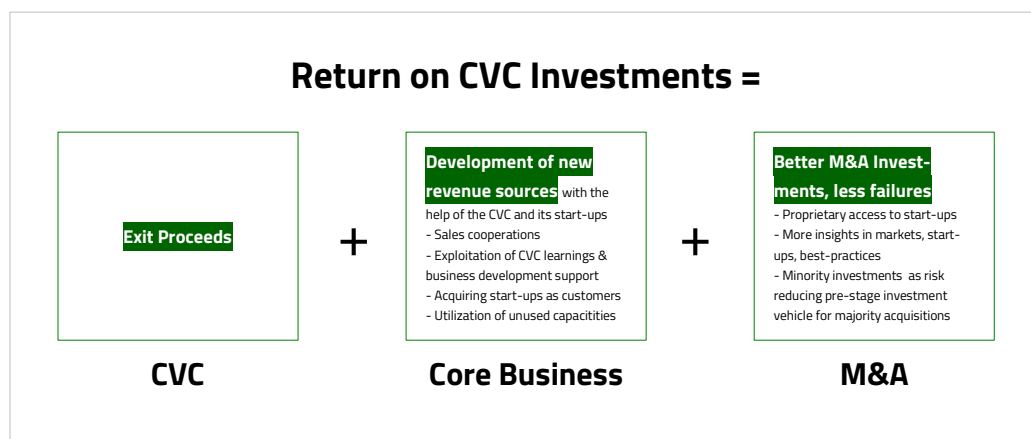 Return on CVC Investments =
Exit Proceeds
+
Development of new
revenue sources with the
help of the CVC and its start-ups
- Sales cooperations
- Exploitation of CVC learnings &
business development support
- Acquiring start-ups as customers
- Utilization of unused capacitities
+
Better M&A Invest-
ments, less failures
- Proprietary access to start-ups
- More insights in markets, start-
ups, best-practices
- Minority investments as risk
reducing pre-stage investment
vehicle for majority acquisitions
CVC
Core Business
M&A